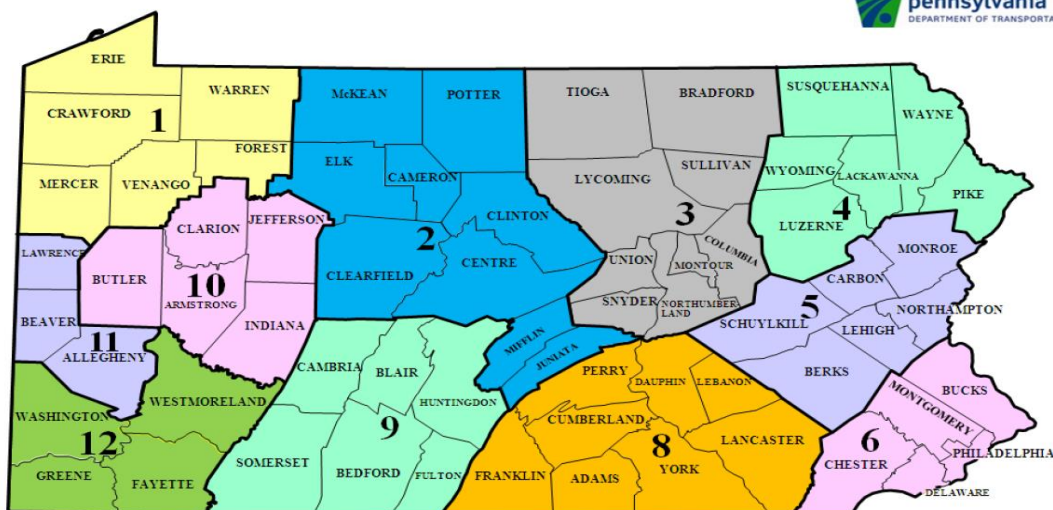 pennsylvania
DEPARTMENT OF TRANSPORTA
ERIE
CRAWFORD
1
WARREN
FOREST
MERCER
VENANGO
McKEAN
POTTER
ELK
CAMERON
CLINTON
2
CENTRE
CLEARFIELD
MIFFLIN
JUNIATA
TIOGA
BRADFORD
SULLIVAN
LYCOMING
3
COLUMBIA
UNION
MONTOUR
SNYDER
NORTHUMBER
LAND
SUSQUEHANNA
WAYNE
WYOMING
LACKAWANNA
PIKE
4
LUZERNE
MONROE
CARBON
5
NORTHAMPTON
SCHUYLKILL
LEHIGH
BERKS
BUCKS
MONTGOMERY
6
PHILADELPHIA
CHESTER
DELAWARE
PERRY
DAUPHIN
LEBANON
CUMBERLAND
LANCASTER
8
YORK
FRANKLIN
ADAMS
CAMBRIA
BLAIR
HUNTINGDON
9
SOMERSET
BEDFORD
FULTON
CLARION
JEFFERSON
BUTLER
10
ARMSTRONG
INDIANA
LAWRENCE
BEAVER
11
ALLEGHENY
WESTMORELAND
WASHINGTON
12
GREENE
FAYETTE